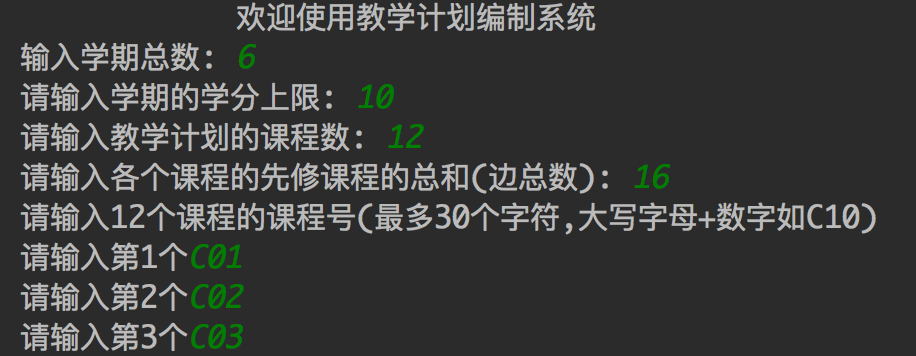 欢迎使用教学计划编制系统
输入学期总数: 6
请输入学期的学分上限: 10
请输入教学计划的课程数: 12
请输入各个课程的先修课程的总和(边总数): 16
请输入12个课程的课程号(最多30个字符,大写字母+数字如C10)
请输入第1个C01
请输入第2个C02
请输入第3个C03